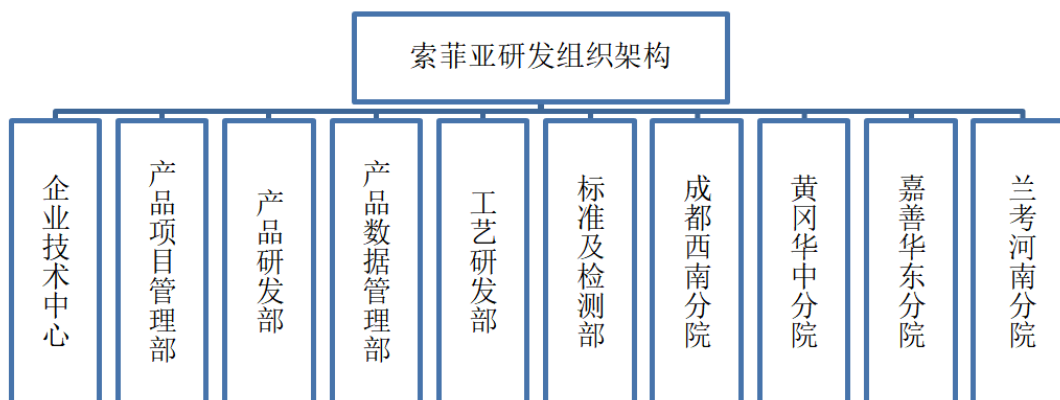 索菲亚研发组织架构
企业技术中心
产品项目管理部
产品研发部
产品数据管理部
工艺研发部
标准及检测部
成都西南分院
黄冈华中分院
嘉善华东分院
兰考河南分院